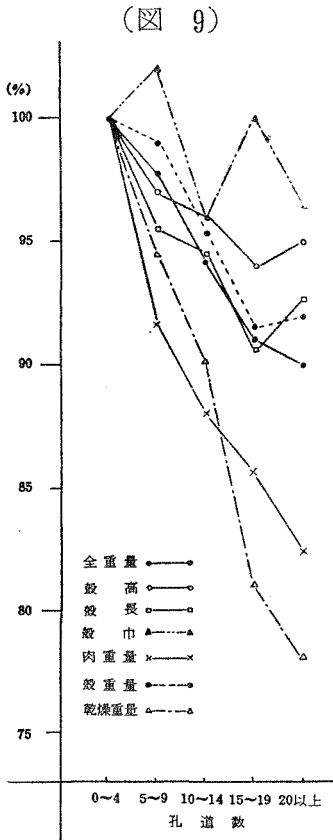 (図 9)
(%)
100
95
90
85
80
75
全重量
殻高
殻長
殻巾
肉重量
殻重量
乾燥重量
0~4 5~9 10~14 15~19 20以上
孔道数